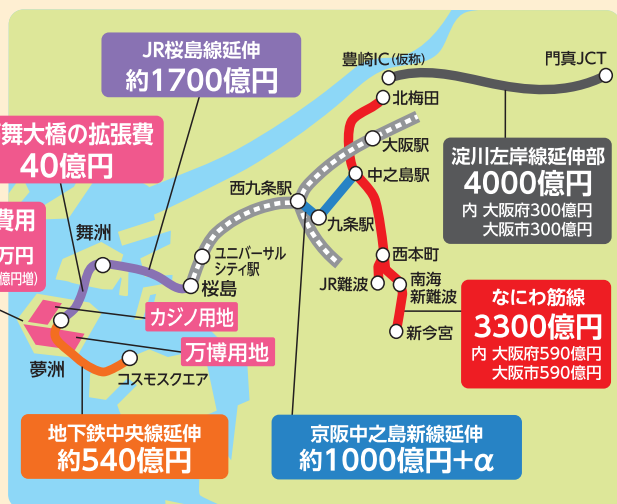 JR桜島線延伸
約1700億円
豊崎IC(仮称)
門真JCT
北梅田
舞大橋の拡張費
40億円
大阪駅
淀川左岸線延伸部
4000億円
内 大阪府300億円
大阪市300億円
中之島駅
西九条駅
九条駅
費用
万円
億円増)
舞洲
ユニバーサル
シティ駅
桜島
西本町
JR難波
南海
新難波
なにわ筋線
3300億円
内 大阪府590億円
大阪市590億円
カジノ用地
新今宮
万博用地
夢洲
コスモスクエア
地下鉄中央線延伸
約540億円
京阪中之島新線延伸
約1000億円+α